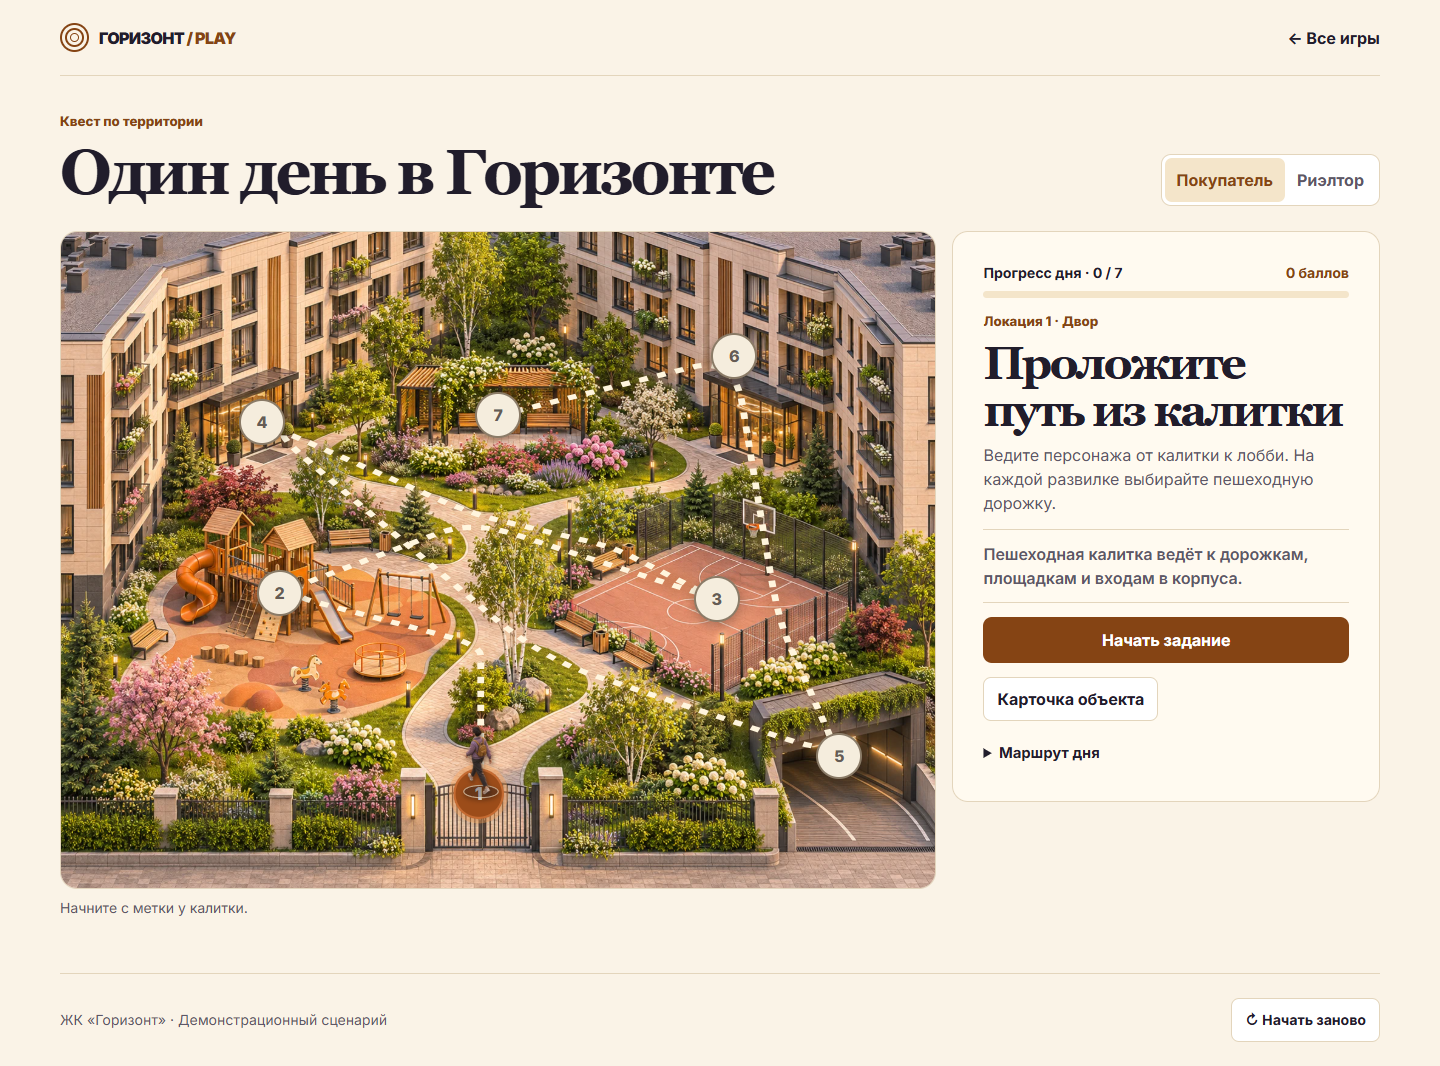 ГОРИЗОНТ / PLAY
← Все игры
Квест по территории
Один день в Горизонте
Покупатель
Риэлтор
6
4
7
2
3
5
1
Начните с метки у калитки.
Прогресс дня · 0 / 7
0 баллов
Локация 1 · Двор
Проложите
путь из калитки
Ведите персонажа от калитки к лобби. На
каждой развилке выбирайте пешеходную
дорожку.
Пешеходная калитка ведёт к дорожкам,
площадкам и входам в корпуса.
Начать задание
Карточка объекта
▶ Маршрут дня
ЖК «Горизонт» · Демонстрационный сценарий
↻ Начать заново